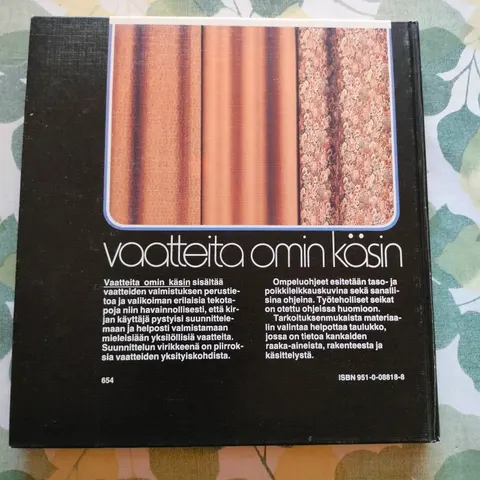 vaatteita omin käsin
Vaatteita omin käsin sisältää
vaatteiden valmistuksen perustie-
toa ja valikoiman erilaisia tekota-
poja niin havainnollisesti, että kir-
jan käyttäjä pystyisi suunnittele-
maan ja helposti valmistamaan
mieleisiään yksilöllisiä vaatteita.
Suunnittelun virikkeenä on piirrok-
sia vaatteiden yksityiskohdista.
Ompeluohjeet esitetään taso- ja
poikkileikkauskuvina sekä sanalli-
sina ohjeina. Työteholliset seikat
on otettu ohjeissa huomioon.
Tarkoituksenmukaista materiaa-
lin valintaa helpottaa taulukko,
jossa on tietoa kankaiden
raaka-aineista, rakenteesta ja
käsittelystä.
654
ISBN 951-0-08818-8